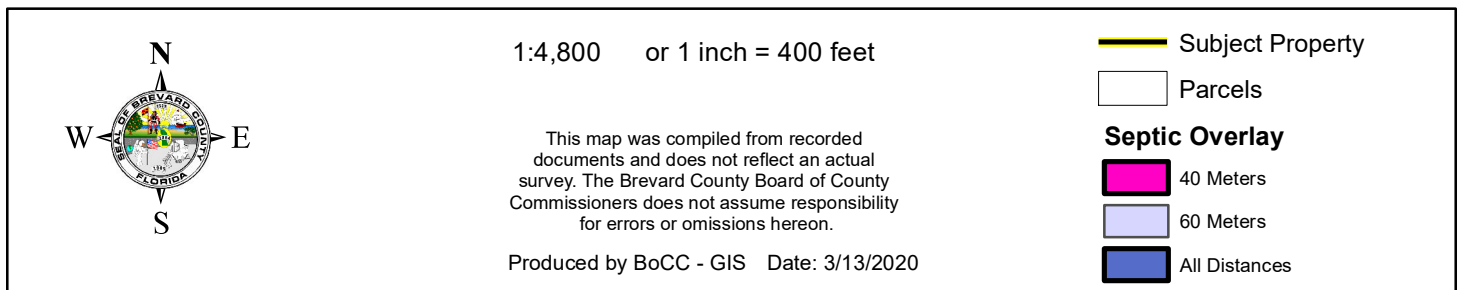 N
W
E
S
SEAL OF BREVARD COUNTY
FLORIDA
1:4,800 or 1 inch = 400 feet
This map was compiled from recorded
documents and does not reflect an actual
survey. The Brevard County Board of County
Commissioners does not assume responsibility
for errors or omissions hereon.
Produced by BoCC - GIS Date: 3/13/2020
Subject Property
Parcels
Septic Overlay
40 Meters
60 Meters
All Distances